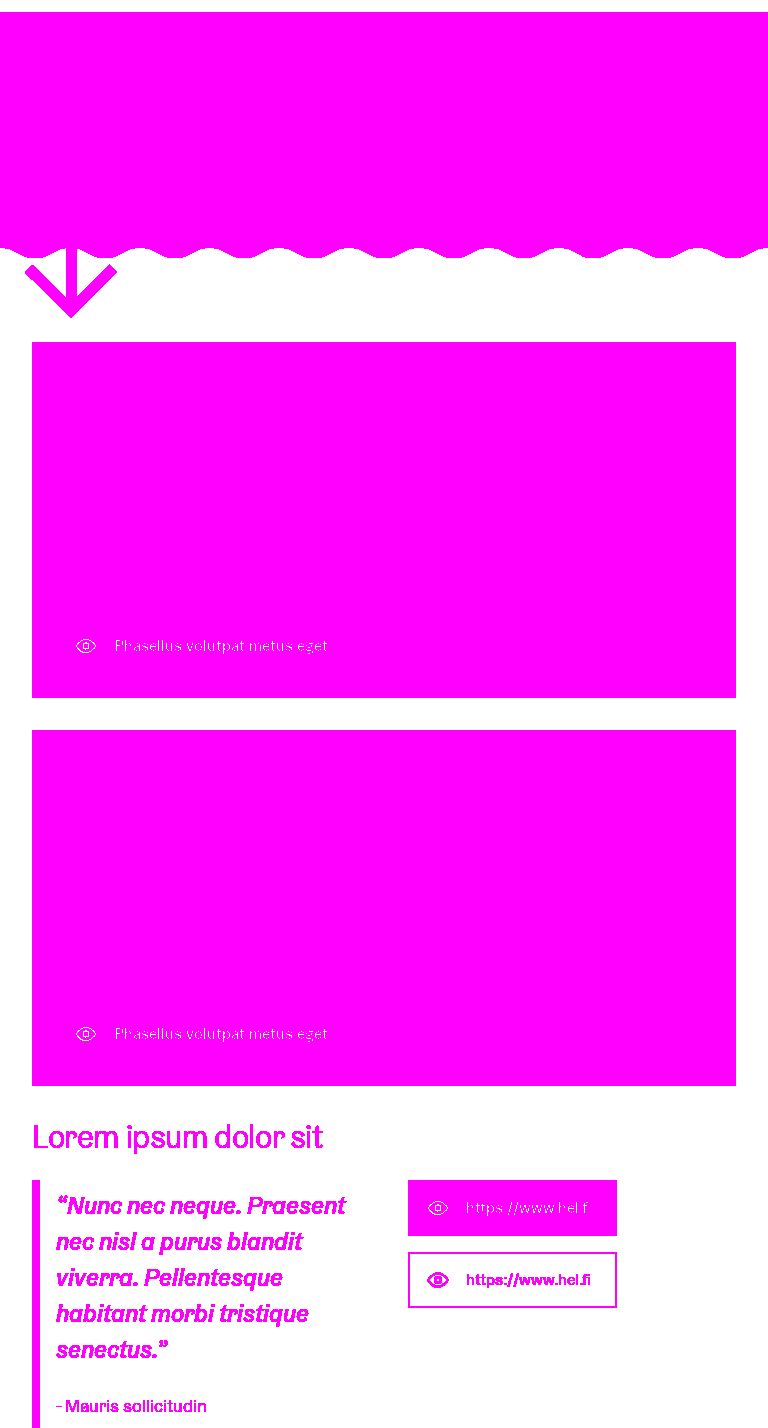 Phasellus volutpat metus eget
Phasellus volutpat metus eget
Lorem ipsum dolor sit
“Nunc nec neque. Praesent
nec nisl a purus blandit
viverra. Pellentesque
habitant morbi tristique
senectus.”
- Mauris sollicitudin
https://www.hel.fi
https://www.hel.fi